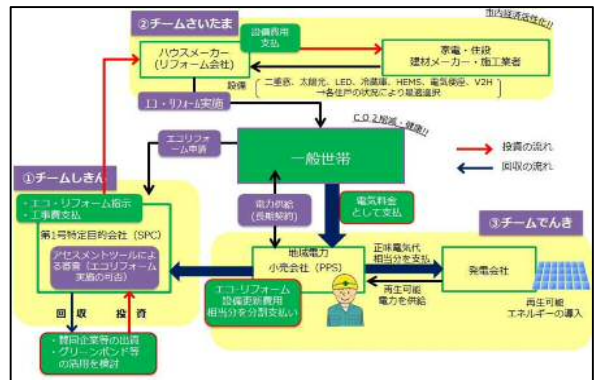 市内経済活性化!!
②チームさいたま
ハウスメーカー
(リフォーム会社)
設備費用
支払
家電・住設
建材メーカー・施工業者
設備
二重窓、太陽光、LED、冷蔵庫、HEMS、電気便座、V2H
→各住戸の状況により最適選択
エコ・リフォーム実施
CO2削減・健康!!
エコリフォ
ーム申請
一般世帯
投資の流れ
回収の流れ
①チームしきん
・エコ・リフォーム指示
・工事費支払
第1号特定目的会社(SPC)
アセスメントツールによ
る審査(エコリフォーム
実施の可否)
電力供給
(長期契約)
電気料金
として支払
③チームでんき
地域電力
小売会社(PPS)
正味電気代
相当分を支払
発電会社
再生可能
電力を供給
エコ・リフォーム
設備更新費用
相当分を分割支払い
再生可能
エネルギーの導入
回収 投資
・賛同企業等の出資
・グリーンボンド等
の活用を検討